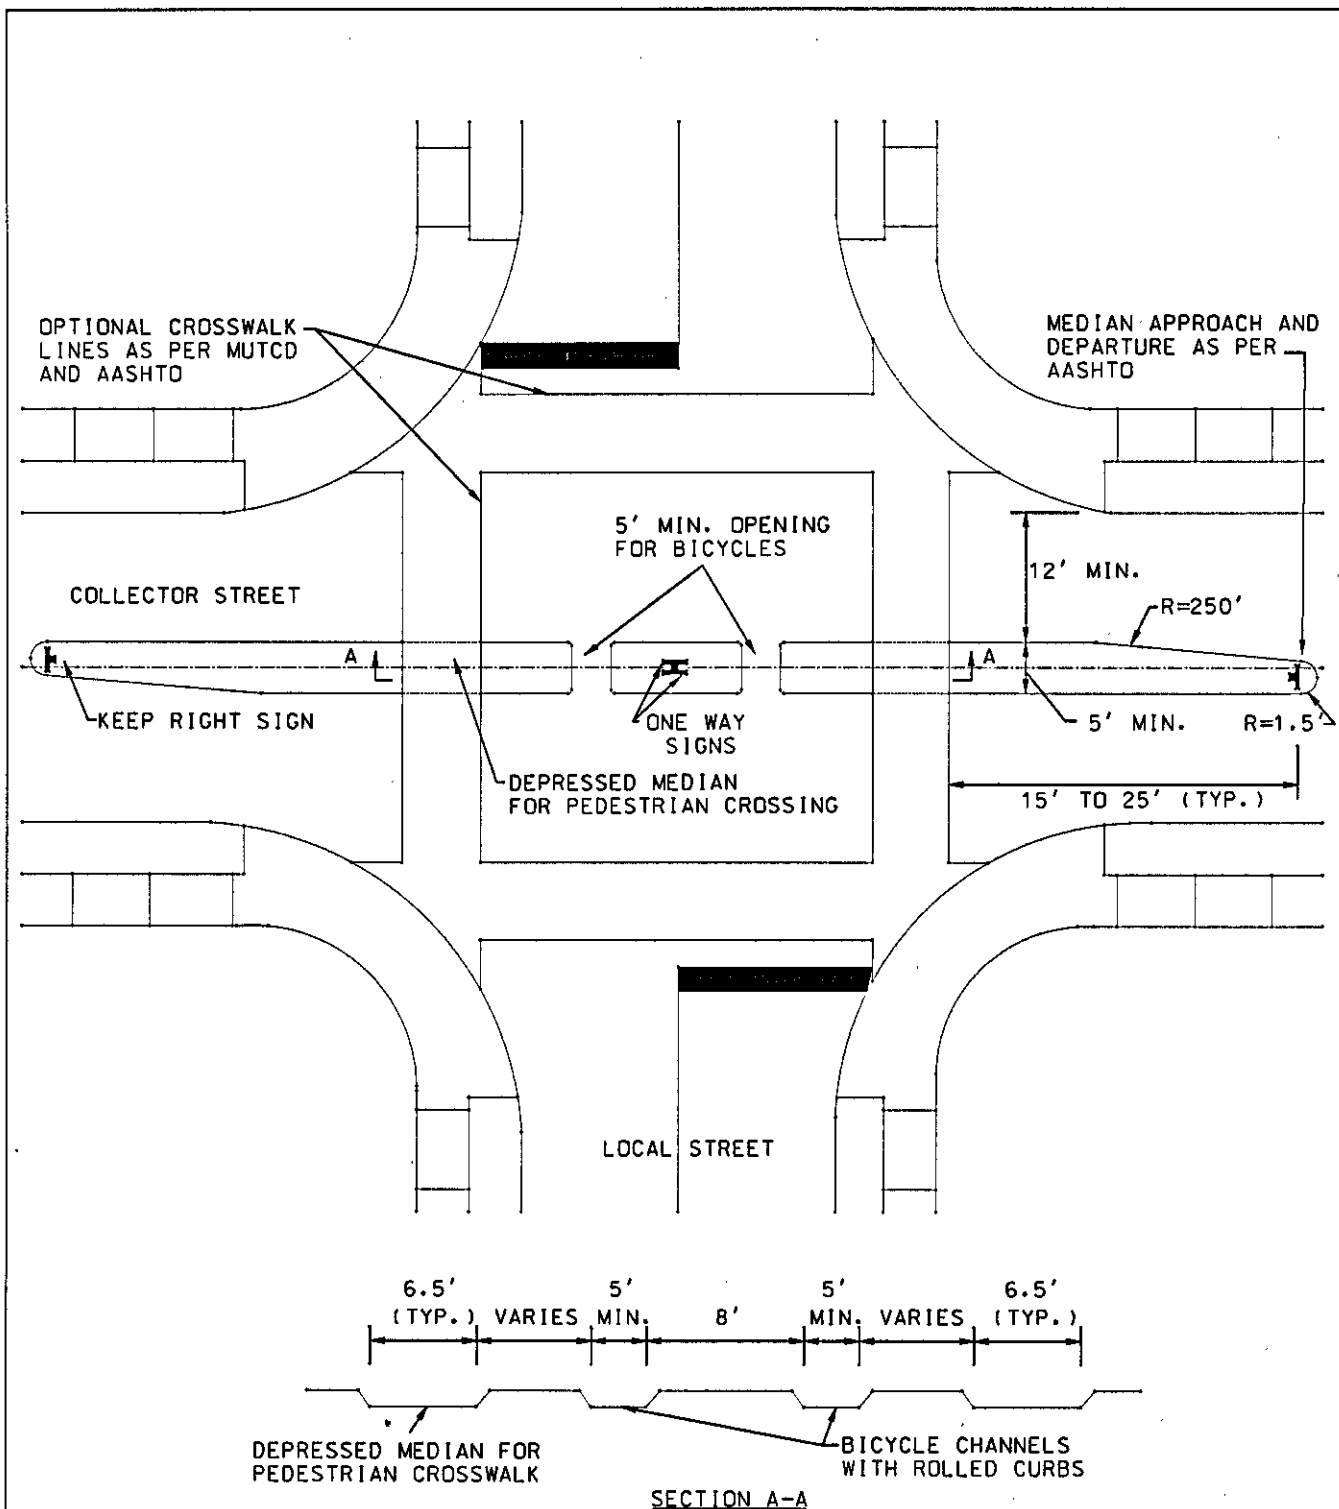 OPTIONAL CROSSWALK
LINES AS PER MUTCD
AND AASHTO
MEDIAN APPROACH AND
DEPARTURE AS PER
AASHTO
5' MIN. OPENING
FOR BICYCLES
12' MIN.
COLLECTOR STREET
R=250'
A
A
KEEP RIGHT SIGN
ONE WAY
SIGNS
5' MIN.
R=1.5'
DEPRESSED MEDIAN
FOR PEDESTRIAN CROSSING
15' TO 25' (TYP.)
LOCAL STREET
6.5'
(TYP.)
VARIES
5'
MIN.
8'
5'
MIN.
VARIES
6.5'
(TYP.)
DEPRESSED MEDIAN FOR
PEDESTRIAN CROSSWALK
BICYCLE CHANNELS
WITH ROLLED CURBS
SECTION A-A